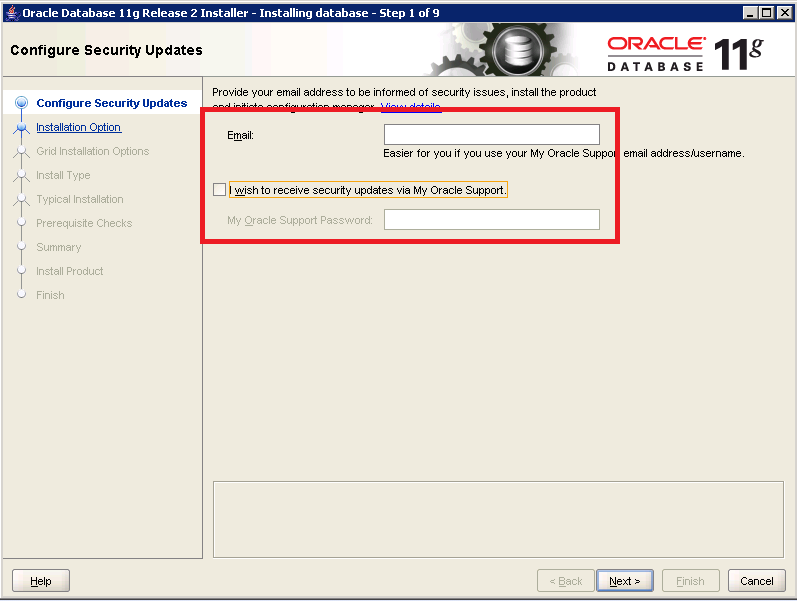 Oracle Database 11g Release 2 Installer - Installing database - Step 1 of 9
Configure Security Updates
ORACLE
DATABASE 11g
Configure Security Updates
Installation Option
Grid Installation Options
Install Type
Typical Installation
Prerequisite Checks
Summary
Install Product
Finish
Provide your email address to be informed of security issues, install the product
and initiate configuration manager. View details.
Email:
Easier for you if you use your My Oracle Support email address/username.
I wish to receive security updates via My Oracle Support.
My Oracle Support Password:
Help
< Back
Next >
Finish
Cancel